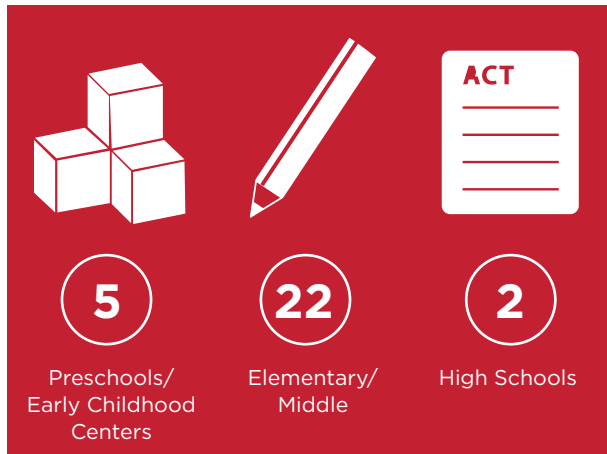 ACT
5
Preschools/
Early Childhood
Centers
22
Elementary/
Middle
2
High Schools